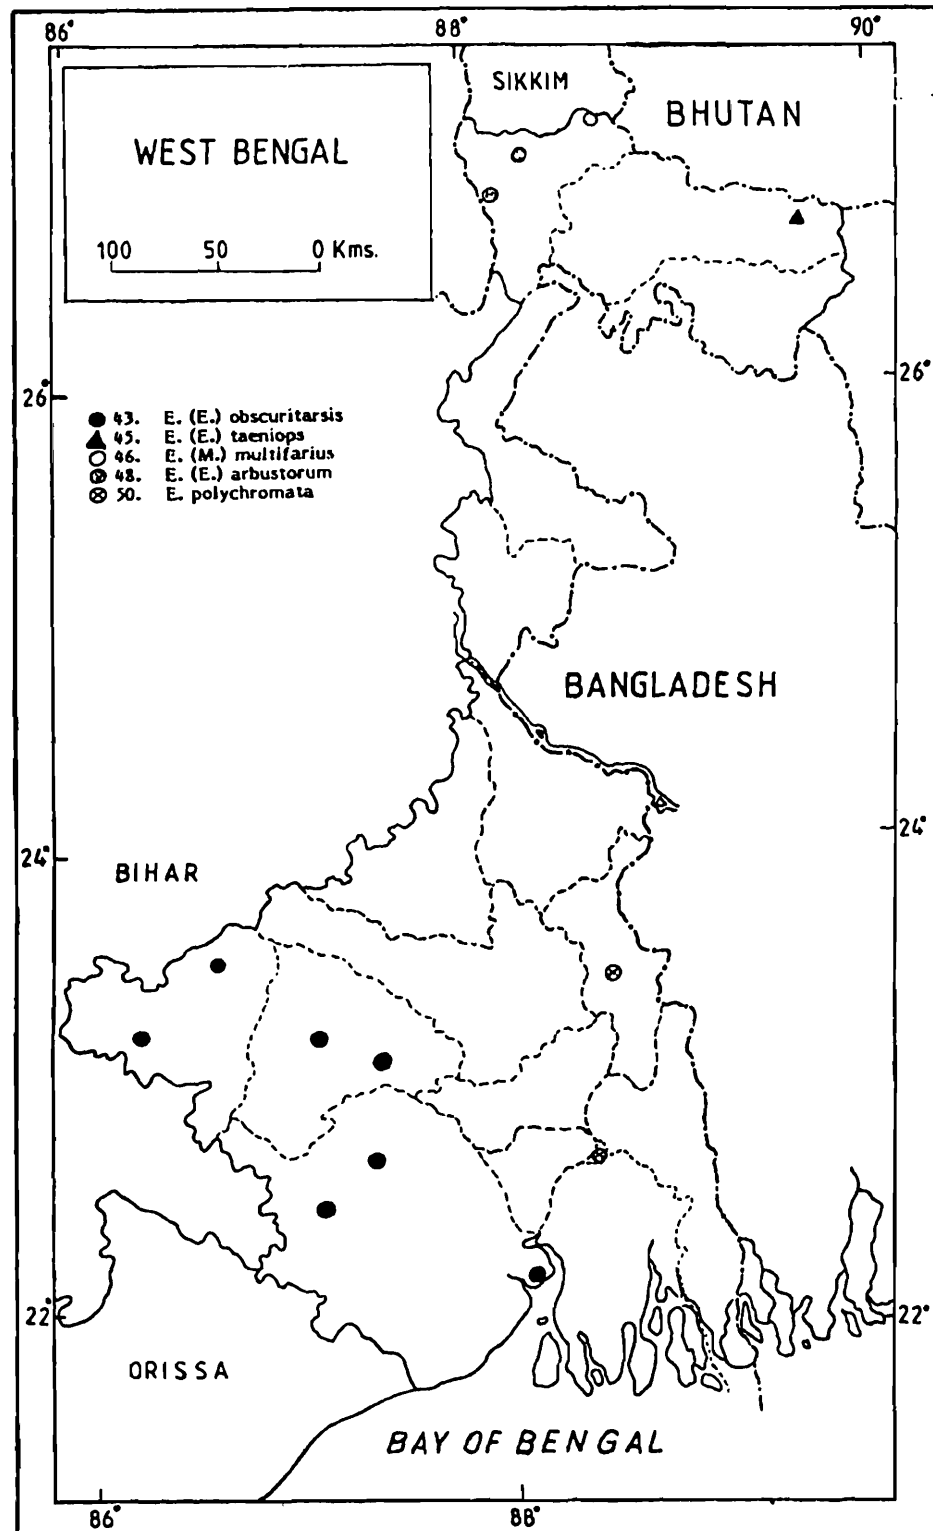 86°
88°
90°
SIKKIM
BHUTAN
WEST BENGAL
100 50 0 Kms.
26°
26°
43. E. (E.) obscuritarsis
45. E. (E.) taeniops
46. E. (M.) multifarius
48. E. (E.) arbustorum
50. E. polychromata
BANGLADESH
24°
24°
BIHAR
22°
22°
ORISSA
BAY OF BENGAL
86°
88°